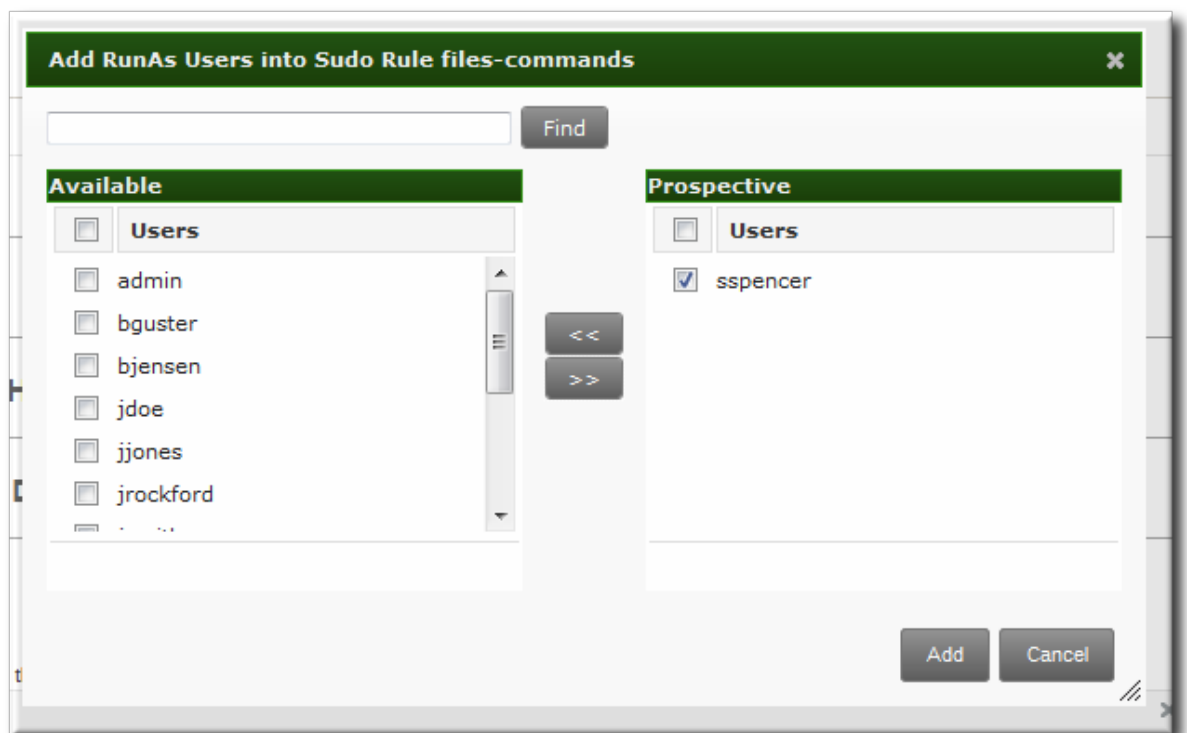 Add RunAs Users into Sudo Rule files-commands
Find
Available
Users
admin
bguster
bjensen
jdoe
jjones
jrockford
<<
>>
Prospective
Users
sspencer
Add
Cancel